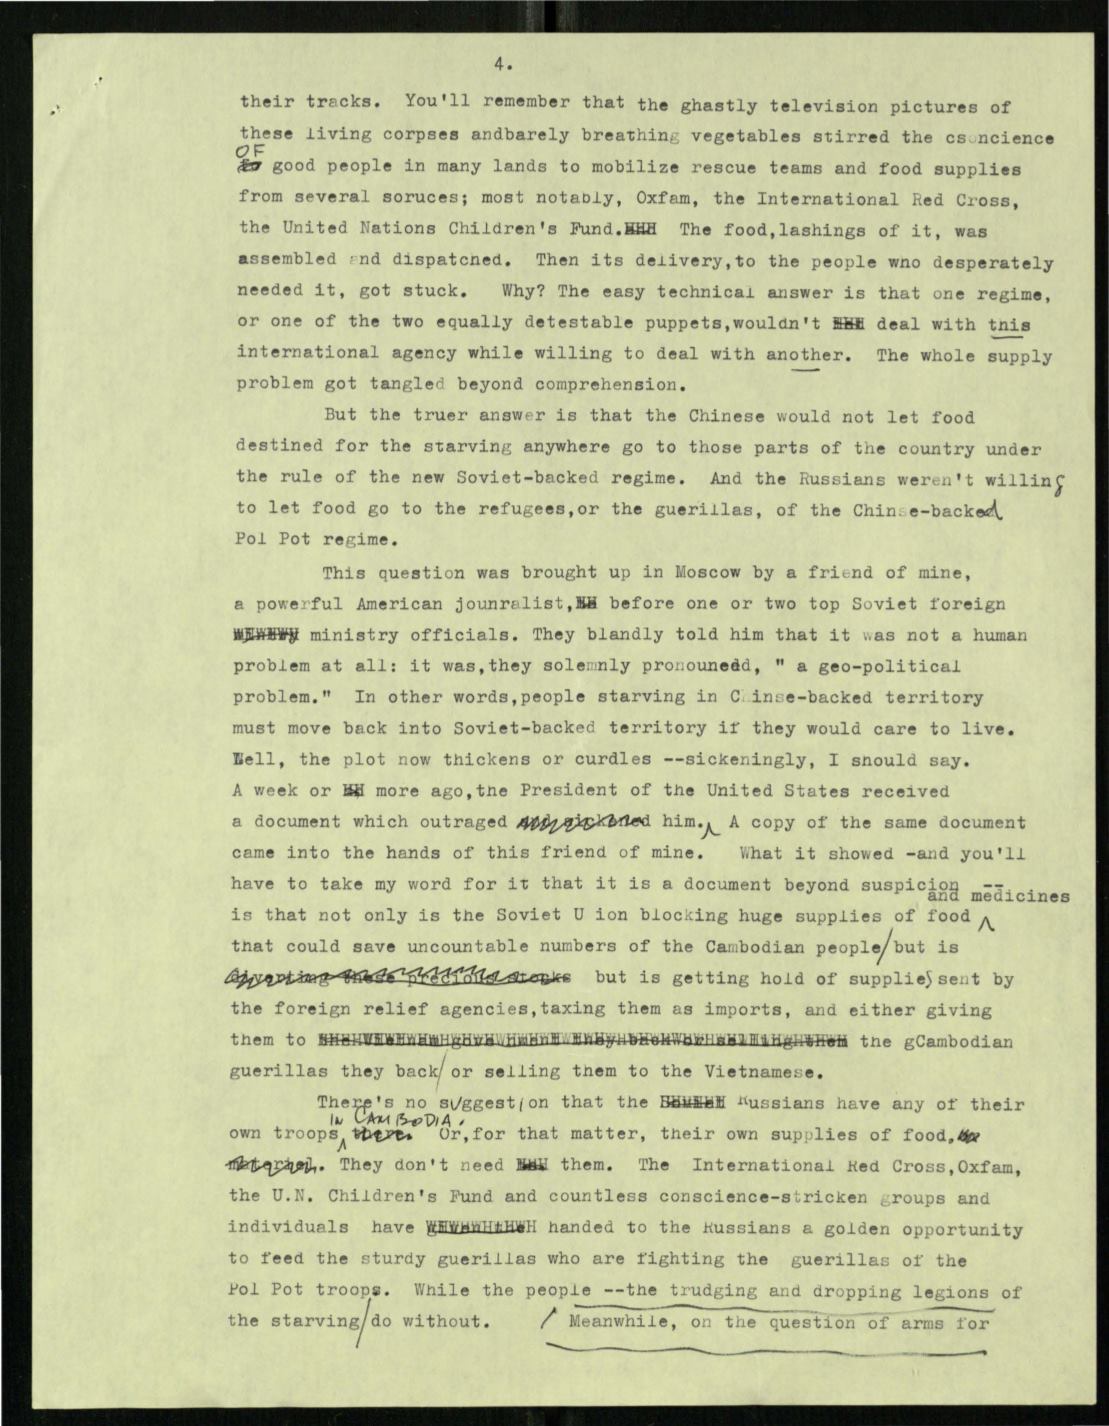 4.
their tracks. You'll remember that the ghastly television pictures of
these living corpses andbarely breathing vegetables stirred the csoncience
OF
good people in many lands to mobilize rescue teams and food supplies
from several soruces; most notably, Oxfam, the International Red Cross,
the United Nations Children's Fund. The food,lashings of it, was
assembled and dispatched. Then its delivery,to the people who desperately
needed it, got stuck. Why? The easy technical answer is that one regime,
or one of the two equally detestable puppets,wouldn't deal with this
international agency while willing to deal with another. The whole supply
problem got tangled beyond comprehension.
But the truer answer is that the Chinese would not let food
destined for the starving anywhere go to those parts of the country under
the rule of the new Soviet-backed regime. And the Russians weren't willing
to let food go to the refugees,or the guerillas, of the Chinse-backed
Pol Pot regime.
This question was brought up in Moscow by a friend of mine,
a powerful American jounralist, before one or two top Soviet foreign
ministry officials. They blandly told him that it was not a human
problem at all: it was,they solemnly pronounedd, " a geo-political
problem." In other words,people starving in Chinse-backed territory
must move back into Soviet-backed territory if they would care to live.
Well, the plot now thickens or curdles --sickeningly, I should say.
A week or more ago,the President of the United States received
a document which outraged him. A copy of the same document
came into the hands of this friend of mine. What it showed -and you'll
have to take my word for it that it is a document beyond suspicion --
and medicines
is that not only is the Soviet U ion blocking huge supplies of food
that could save uncountable numbers of the Cambodian people/but is
diverting these precious stocks but is getting hold of supplies sent by
the foreign relief agencies,taxing them as imports, and either giving
them to the gCambodian
guerillas they back/or selling them to the Vietnamese.
There's no suggestion that the Russians have any of their
IN CAMBODIA.
own troops there. Or,for that matter, their own supplies of food,
material. They don't need them. The International Red Cross,Oxfam,
the U.N. Children's Fund and countless conscience-stricken groups and
individuals have handed to the Russians a golden opportunity
to feed the sturdy guerillas who are fighting the guerillas of the
Pol Pot troops. While the people --the trudging and dropping legions of
the starving/do without. / Meanwhile, on the question of arms for